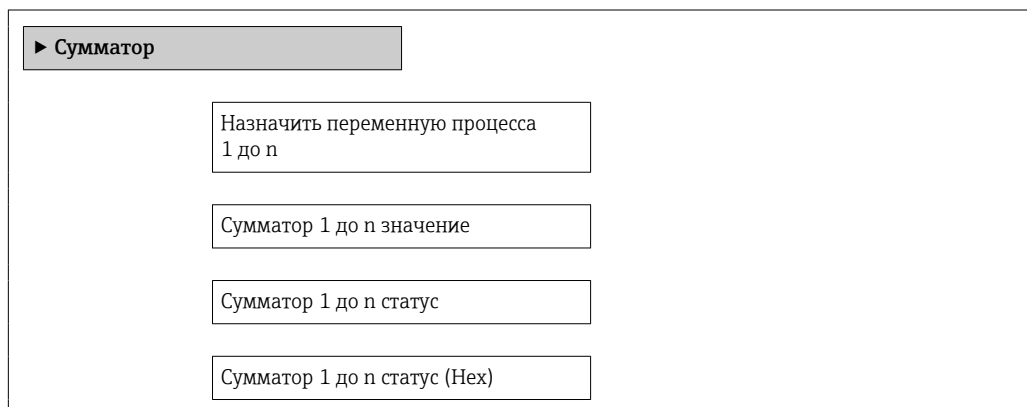 ▶ Сумматор
Назначить переменную процесса
1 до n
Сумматор 1 до n значение
Сумматор 1 до n статус
Сумматор 1 до n статус (Hex)